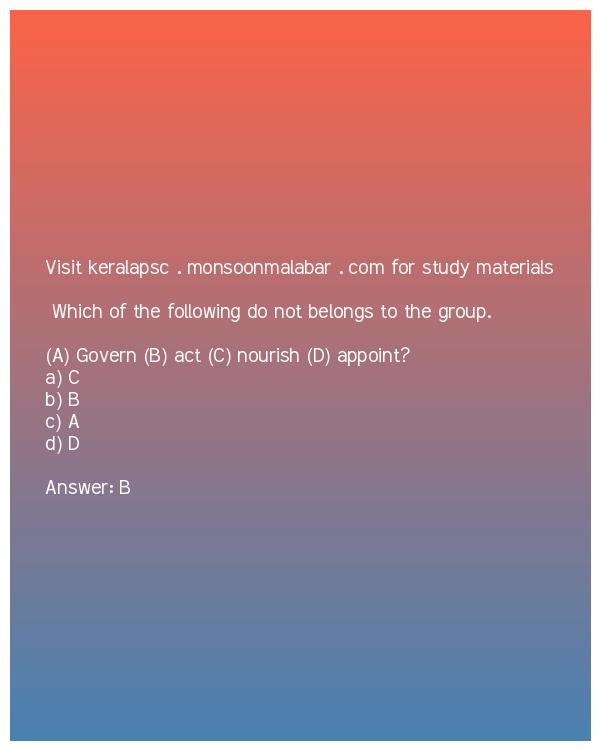 Visit keralapsc . monsoonmalabar . com for study materials
Which of the following do not belongs to the group.
(A) Govern (B) act (C) nourish (D) appoint?
a) C
b) B
c) A
d) D
Answer: B